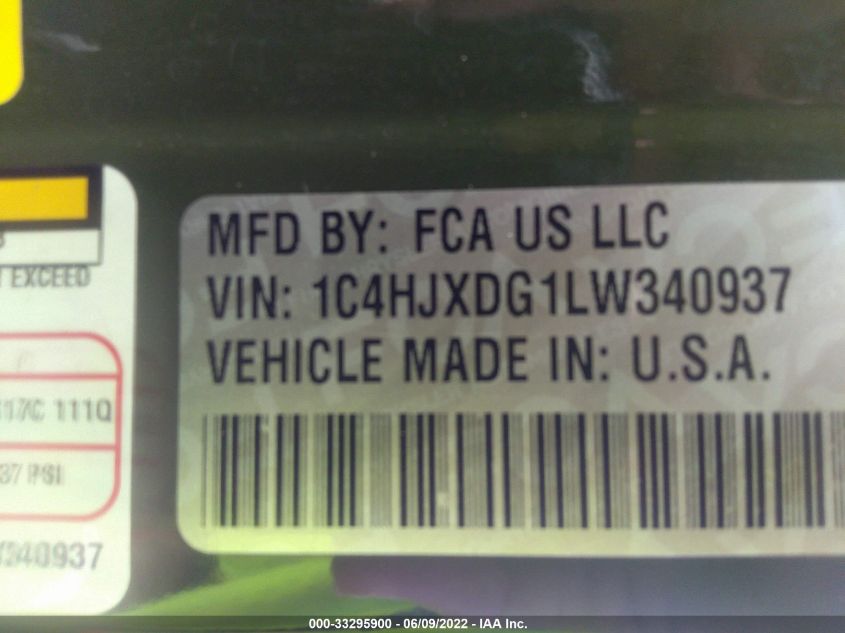 MFD BY: FCA US LLC
VIN: 1C4HJXDG1LW340937
VEHICLE MADE IN: U.S.A.
EXCEED
111Q
37 PSI
340937
000-33295900 - 06/09/2022 - IAA Inc.